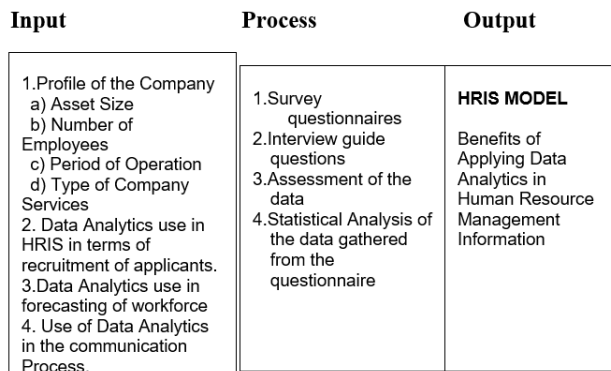 Input
Process
Output
1.Profile of the Company
a) Asset Size
b) Number of
Employees
c) Period of Operation
d) Type of Company
Services
2. Data Analytics use in
HRIS in terms of
recruitment of applicants.
3.Data Analytics use in
forecasting of workforce
4. Use of Data Analytics
in the communication
Process.
1.Survey
questionnaires
2.Interview guide
questions
3.Assessment of the
data
4.Statistical Analysis of
the data gathered
from the
questionnaire
HRIS MODEL
Benefits of
Applying Data
Analytics in
Human Resource
Management
Information